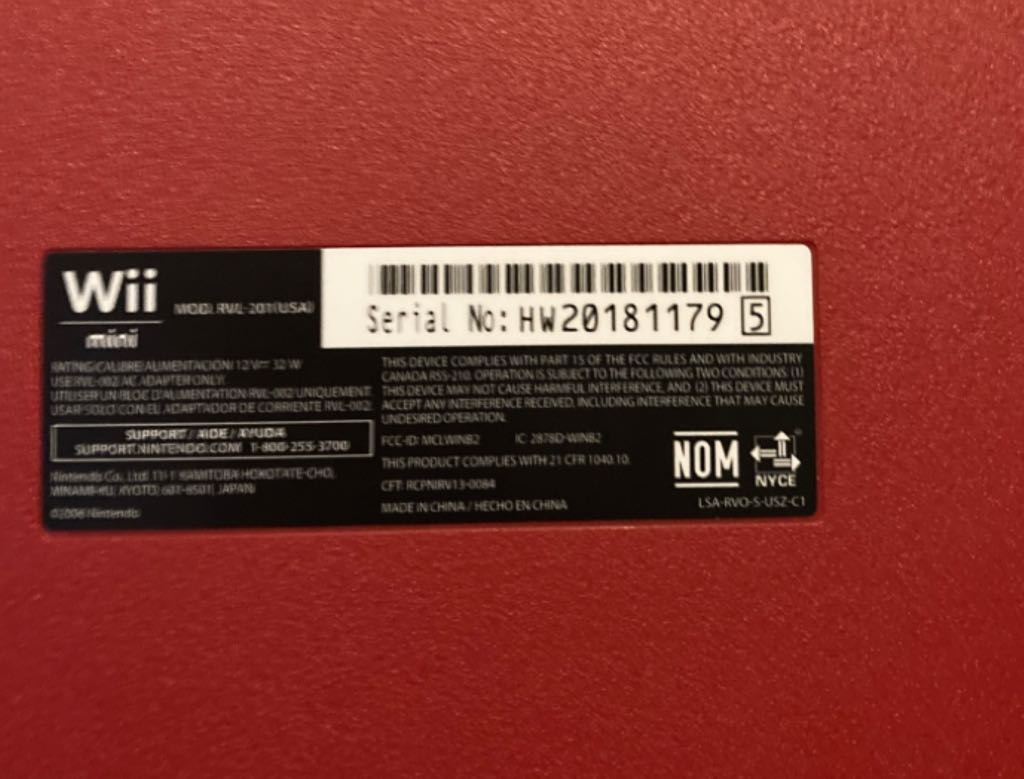 Wii
mini
MOD. RVL-201(USA)
Serial No: HW20181179 5
RATING/CALIBRE/ALIMENTACIÓN 12V⎓ 32 W
USE RVL-002 AC ADAPTER ONLY.
UTILISER UN BLOC D'ALIMENTATION RVL-002 UNIQUEMENT.
USAR SOLO CON EL ADAPTADOR DE CORRIENTE RVL-002.
SUPPORT / AIDE / AYUDA
SUPPORT.NINTENDO.COM 1-800-255-3700
Nintendo Co., Ltd. 11-1 KAMITOBA HOKOTATE-CHO,
MINAMI-KU, KYOTO 601-8501, JAPAN
©2006 Nintendo
THIS DEVICE COMPLIES WITH PART 15 OF THE FCC RULES AND WITH INDUSTRY
CANADA RSS-210. OPERATION IS SUBJECT TO THE FOLLOWING TWO CONDITIONS: (1)
THIS DEVICE MAY NOT CAUSE HARMFUL INTERFERENCE, AND (2) THIS DEVICE MUST
ACCEPT ANY INTERFERENCE RECEIVED, INCLUDING INTERFERENCE THAT MAY CAUSE
UNDESIRED OPERATION.
FCC-ID: MCLWINB2 IC: 2878D-WINB2
THIS PRODUCT COMPLIES WITH 21 CFR 1040.10.
CFT: RCPNIRV13-0084
MADE IN CHINA / HECHO EN CHINA
NOM
NYCE
LSA-RVO-S-USZ-C1